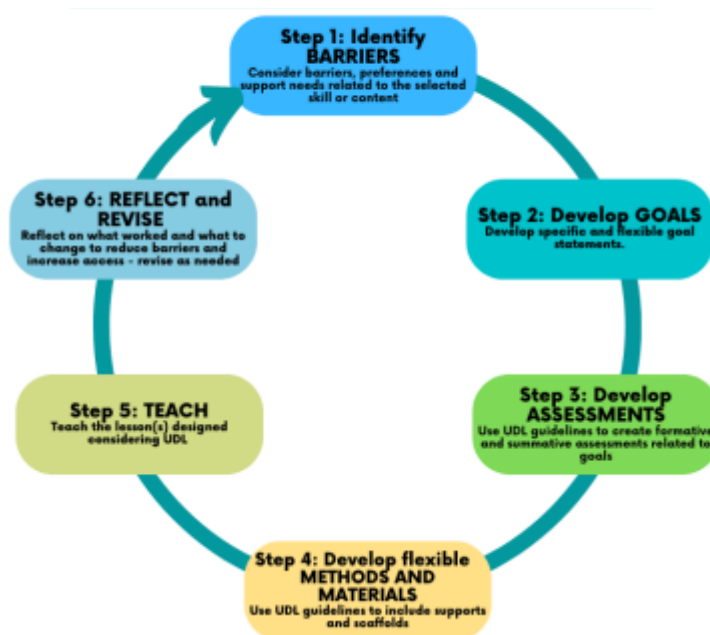 Step 1: Identify
BARRIERS
Consider barriers, preferences and
support needs related to the selected
skill or content
Step 2: Develop GOALS
Develop specific and flexible goal
statements.
Step 3: Develop
ASSESSMENTS
Use UDL guidelines to create formative
and summative assessments related to
goals
Step 4: Develop flexible
METHODS AND
MATERIALS
Use UDL guidelines to include supports
and scaffolds
Step 5: TEACH
Teach the lesson(s) designed
considering UDL
Step 6: REFLECT and
REVISE
Reflect on what worked and what to
change to reduce barriers and
increase access - revise as needed